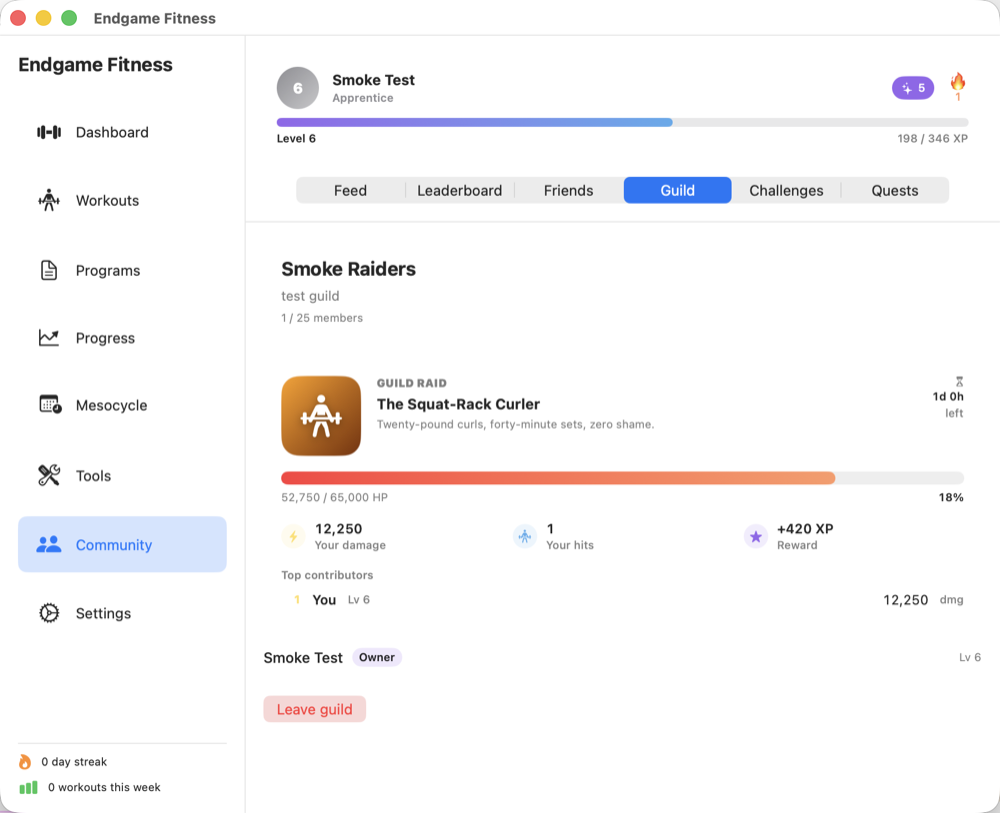 Endgame Fitness
Endgame Fitness
Dashboard
Workouts
Programs
Progress
Mesocycle
Tools
Community
Settings
0 day streak
0 workouts this week
6
Smoke Test
Apprentice
5
1
Level 6
198 / 346 XP
Feed
Leaderboard
Friends
Guild
Challenges
Quests
Smoke Raiders
test guild
1 / 25 members
GUILD RAID
The Squat-Rack Curler
Twenty-pound curls, forty-minute sets, zero shame.
1d 0h
left
52,750 / 65,000 HP
18%
12,250
Your damage
1
Your hits
+420 XP
Reward
Top contributors
1 You Lv 6
12,250 dmg
Smoke Test Owner
Lv 6
Leave guild